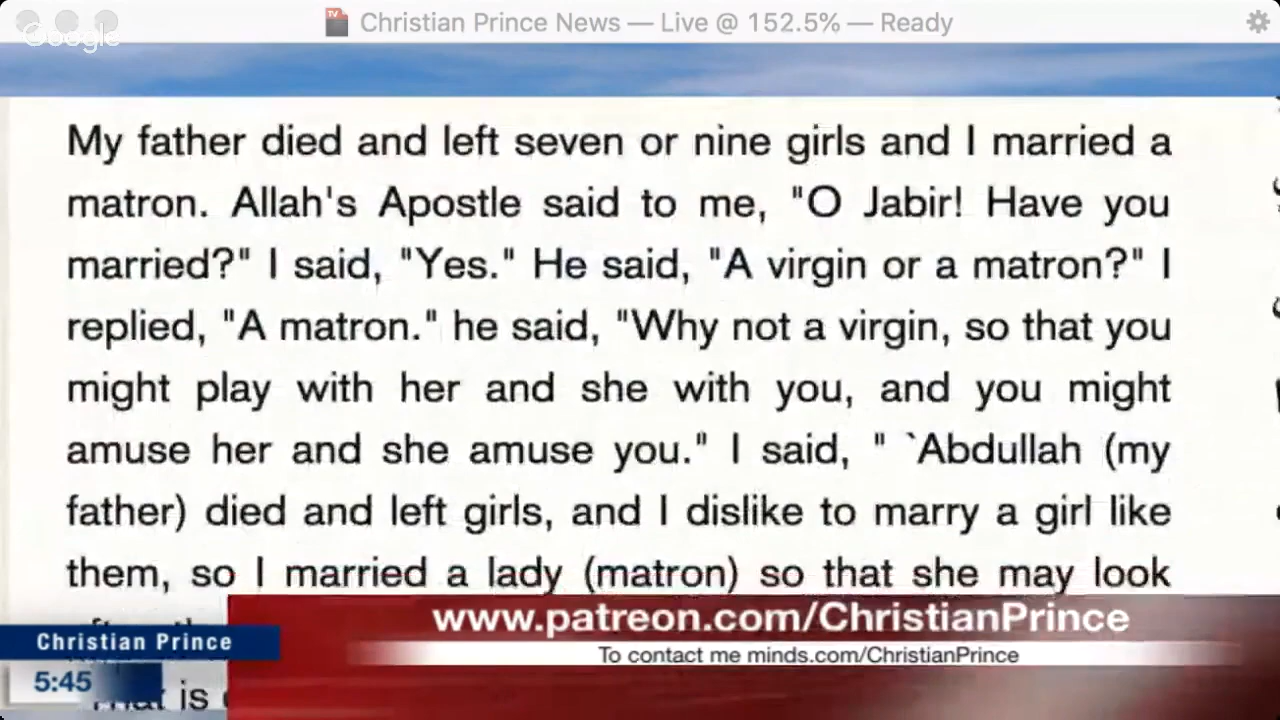 Christian Prince News — Live @ 152.5% — Ready
Google
My father died and left seven or nine girls and I married a
matron. Allah's Apostle said to me, "O Jabir! Have you
married?" I said, "Yes." He said, "A virgin or a matron?" I
replied, "A matron." he said, "Why not a virgin, so that you
might play with her and she with you, and you might
amuse her and she amuse you." I said, " `Abdullah (my
father) died and left girls, and I dislike to marry a girl like
them, so I married a lady (matron) so that she may look
is
www.patreon.com/ChristianPrince
To contact me minds.com/ChristianPrince
Christian Prince
5:45